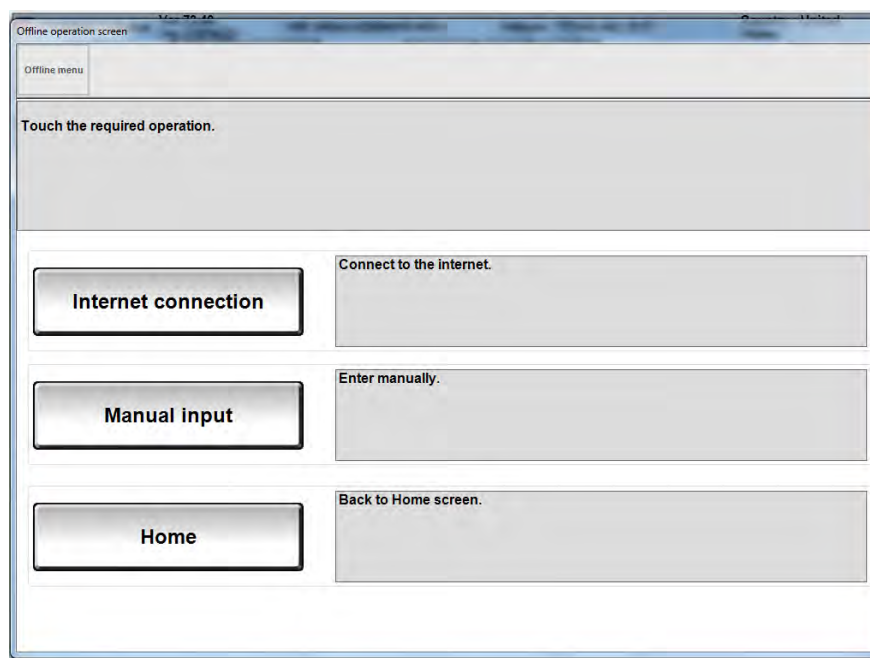 Offline operation screen
Offline menu
Touch the required operation.
Internet connection
Connect to the internet.
Manual input
Enter manually.
Home
Back to Home screen.